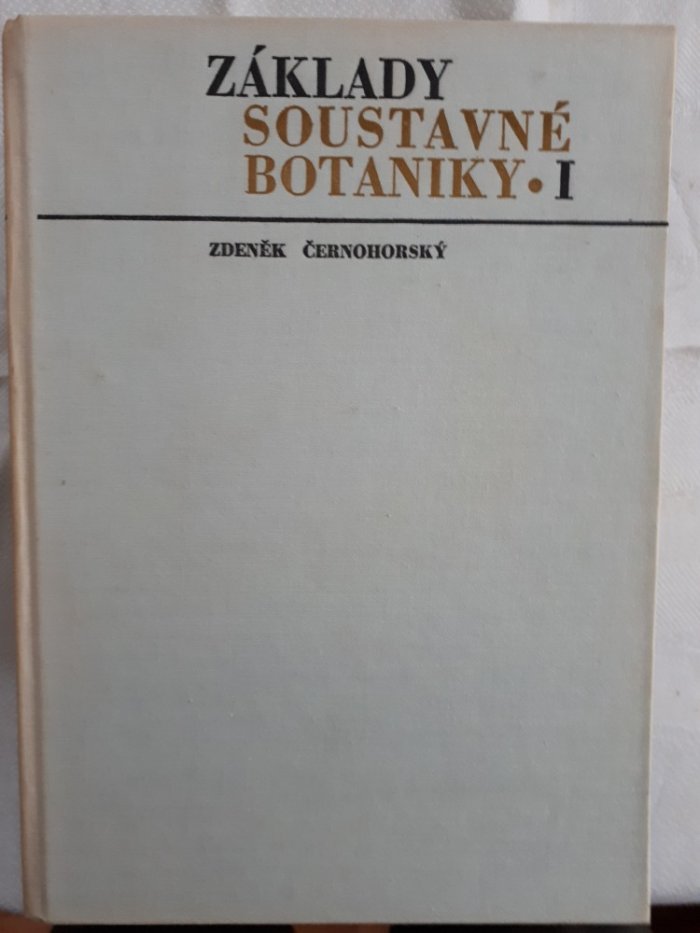 ZÁKLADY
SOUSTAVNÉ
BOTANIKY • I
ZDENĚK ČERNOHORSKÝ